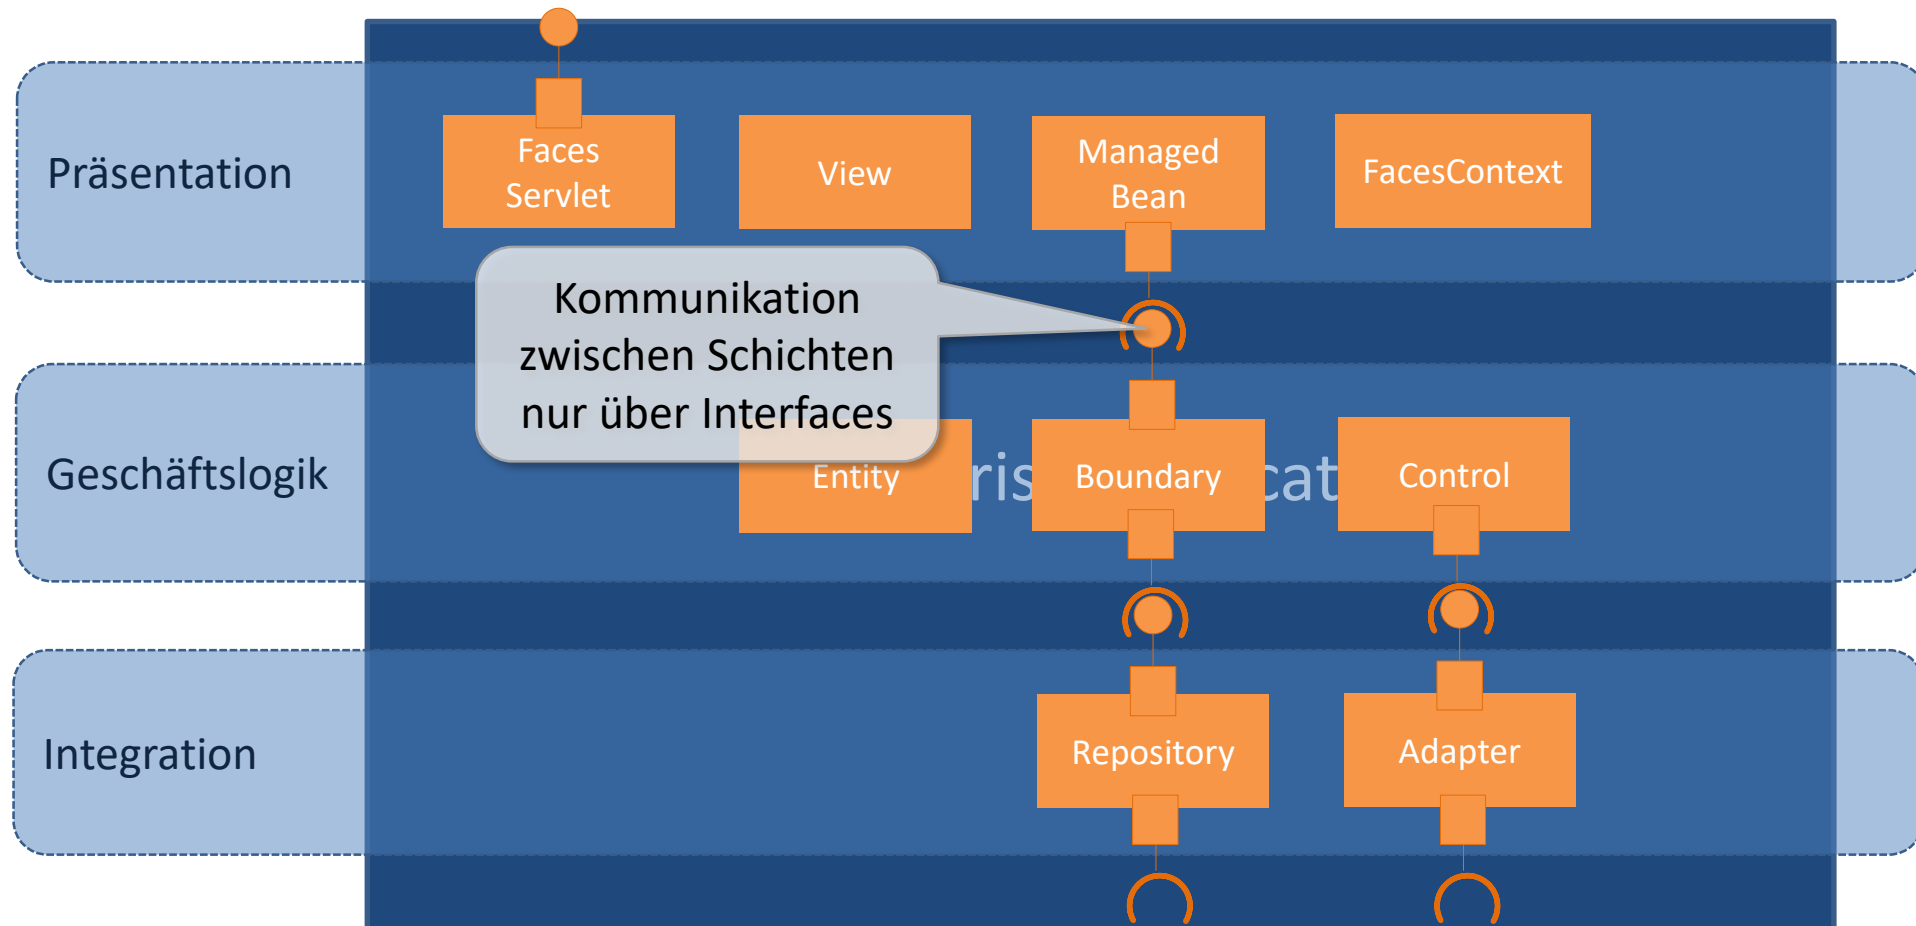 Präsentation
Faces
Servlet
View
Managed
Bean
FacesContext
Kommunikation
zwischen Schichten
nur über Interfaces
Geschäftslogik
Entity
Boundary
Control
Integration
Repository
Adapter